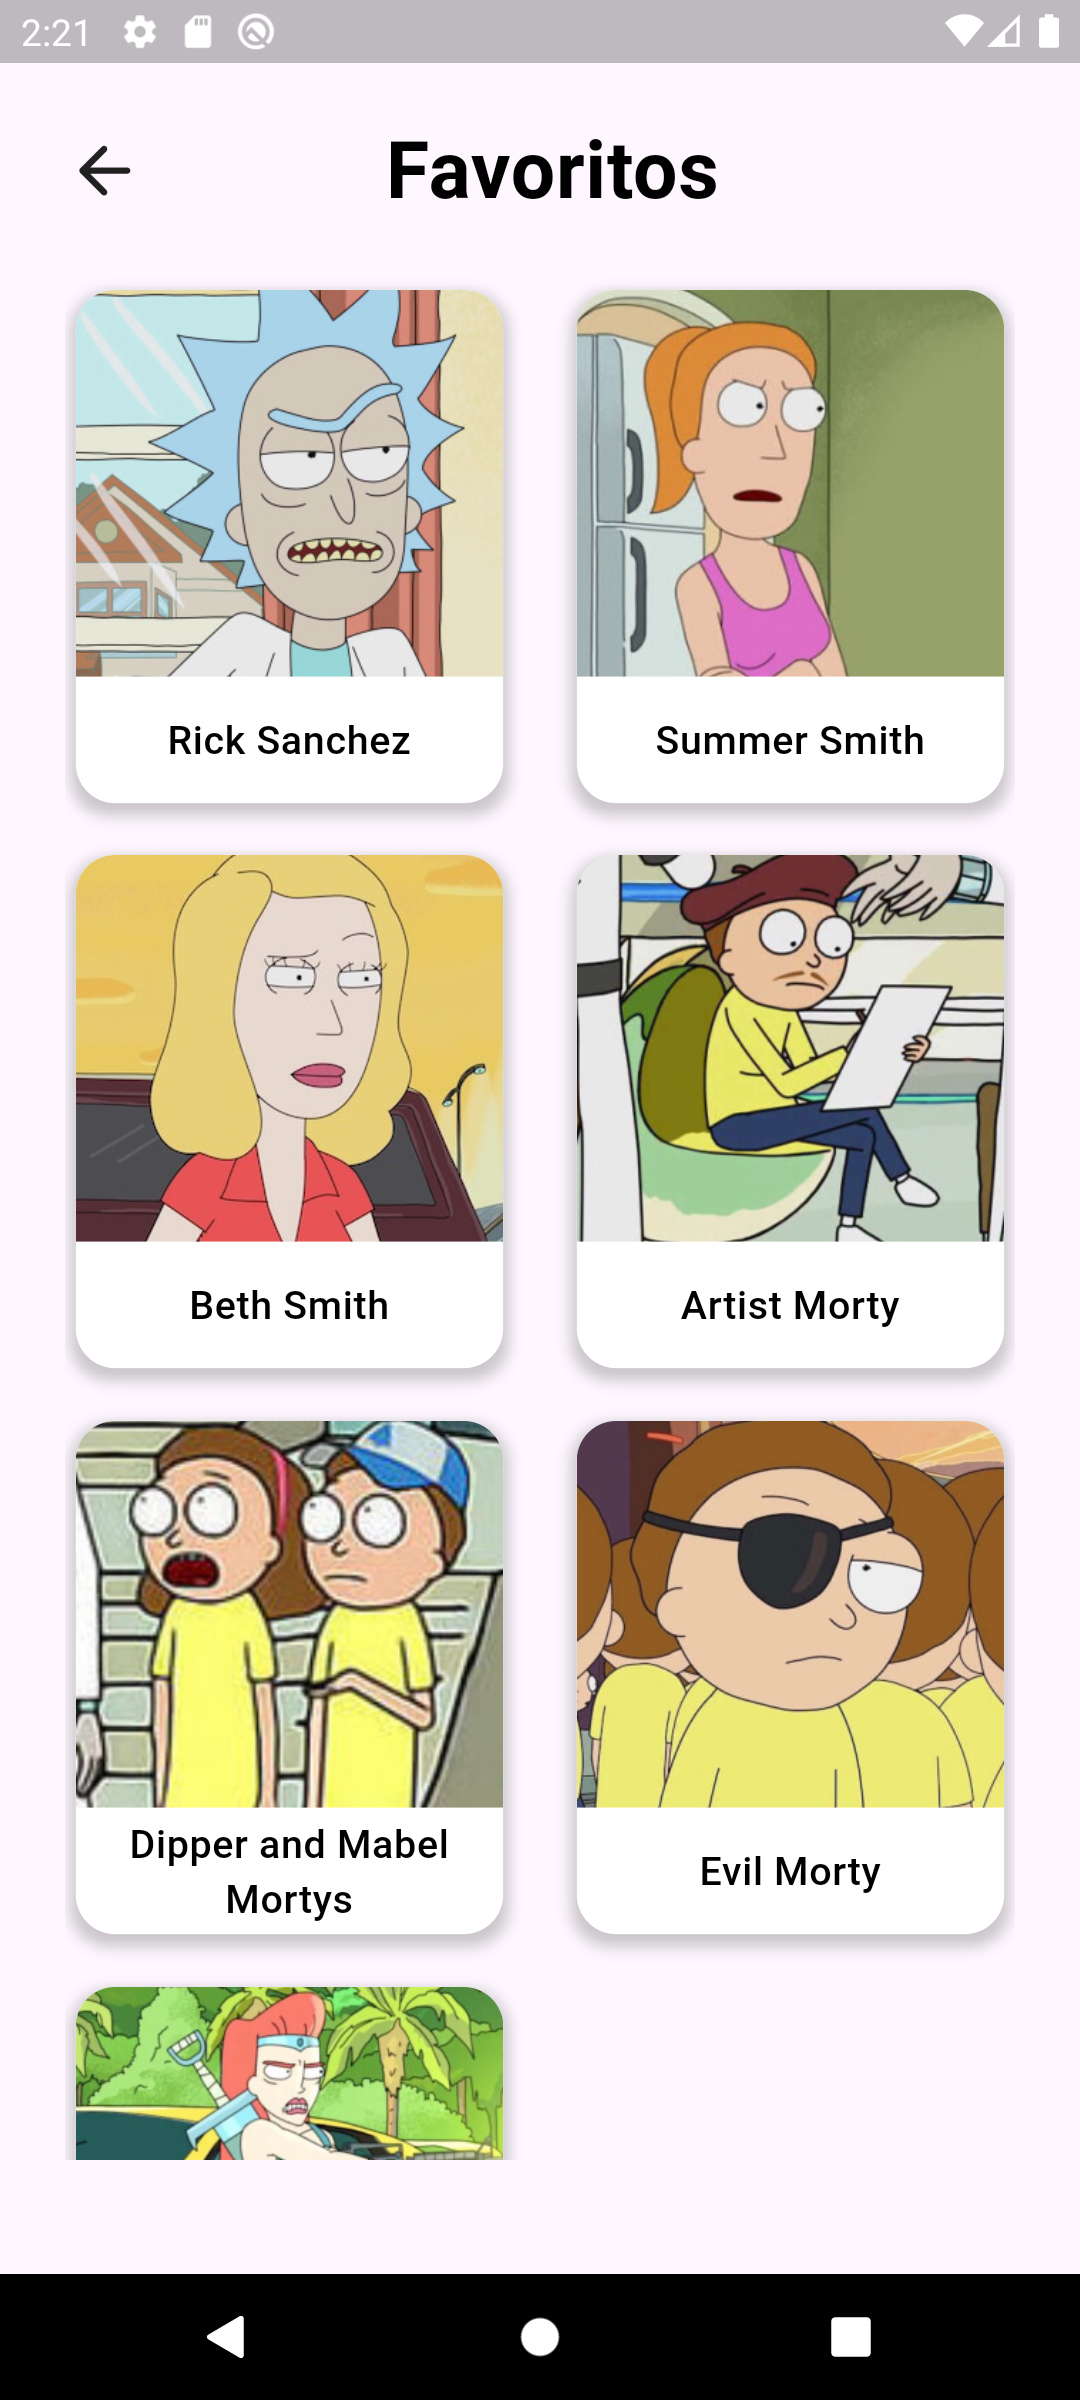 2:21
Favoritos
Rick Sanchez
Summer Smith
Beth Smith
Artist Morty
Dipper and Mabel
Mortys
Evil Morty